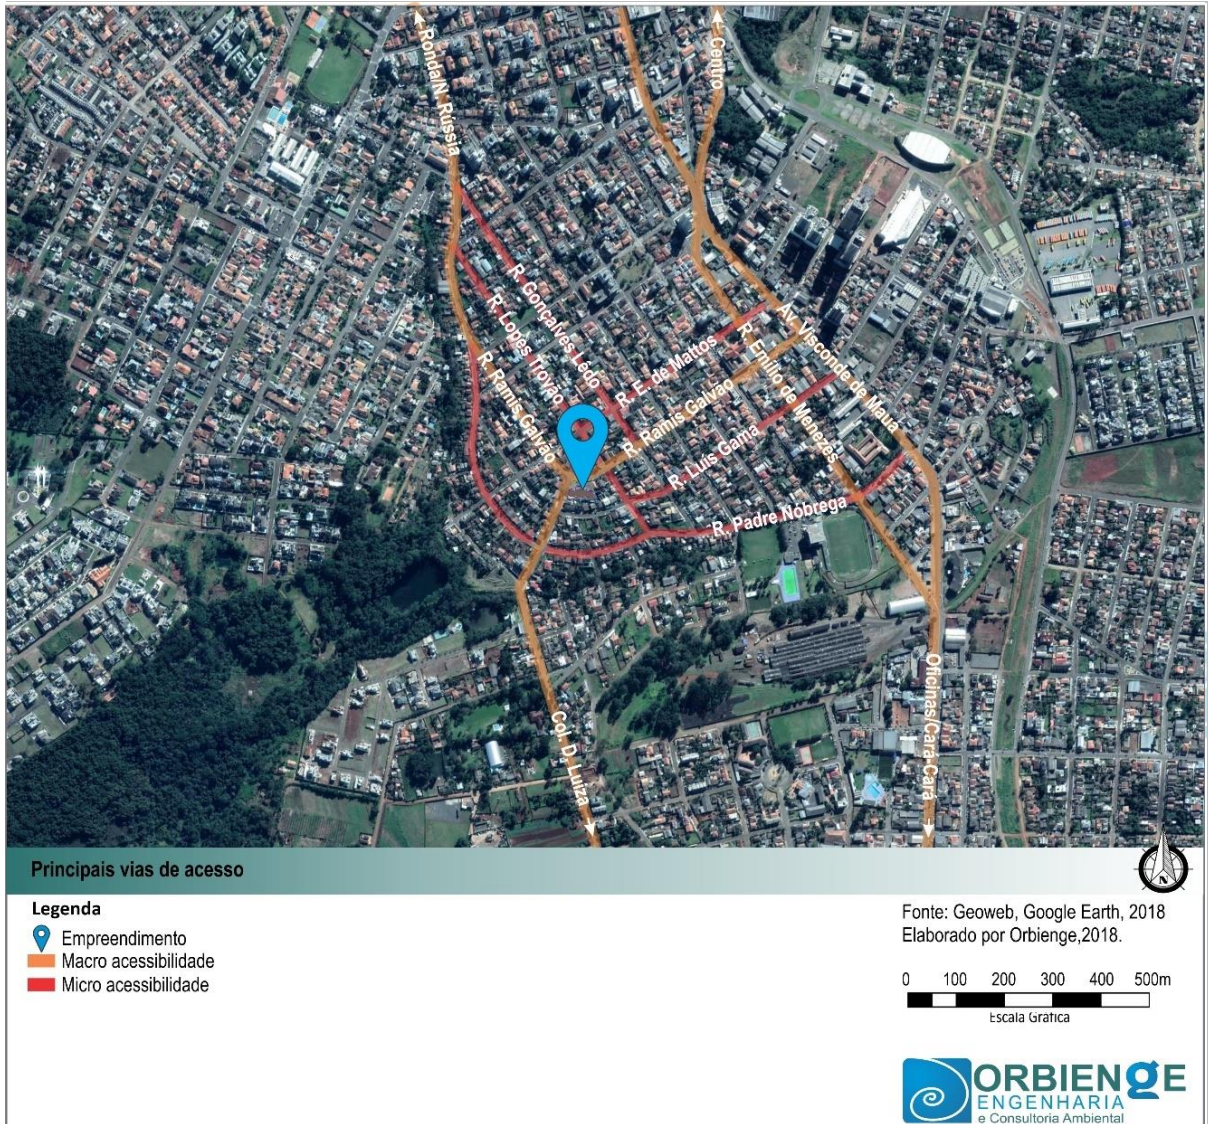 Ronda/N. Rússia
Centro
R. Gonçalves Ledo
R. Lopes Trovão
R. Ramis Galvão
R. E. de Mattos
R. Ramis Galvão
R. Emílio de Menezes
Av. Visconde de Mauá
R. Luis Gama
R. Padre Nóbrega
Col. D. Luiza
Oficinas/Cará-Cará
Principais vias de acesso
N
Legenda
Empreendimento
Macro acessibilidade
Micro acessibilidade
Fonte: Geoweb, Google Earth, 2018
Elaborado por Orbienge,2018.
0 100 200 300 400 500m
Escala Gráfica
ORBIENGE
ENGENHARIA
e Consultoria Ambiental